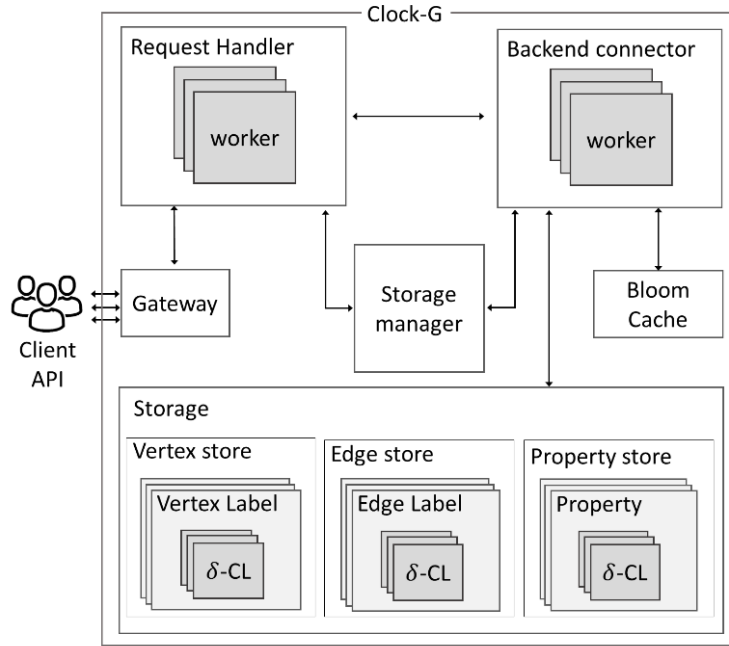 Clock-G
Request Handler
worker
Backend connector
worker
Gateway
Storage
manager
Bloom
Cache
Client
API
Storage
Vertex store
Vertex Label
δ-CL
Edge store
Edge Label
δ-CL
Property store
Property
δ-CL